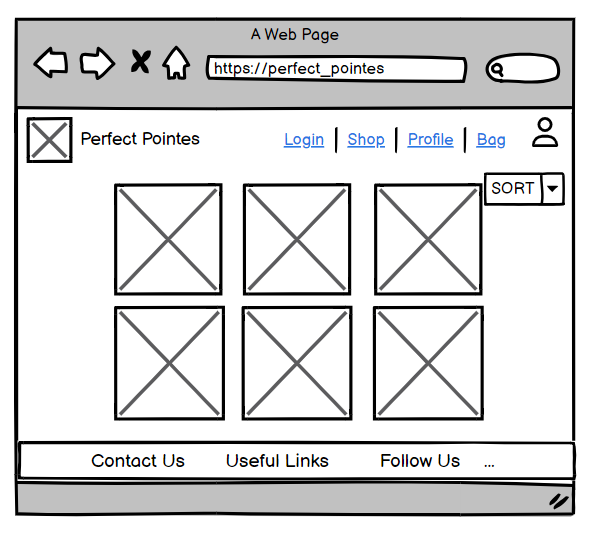 A Web Page
https://perfect_pointes
Perfect Pointes
Login | Shop | Profile | Bag
SORT
Contact Us Useful Links Follow Us ...